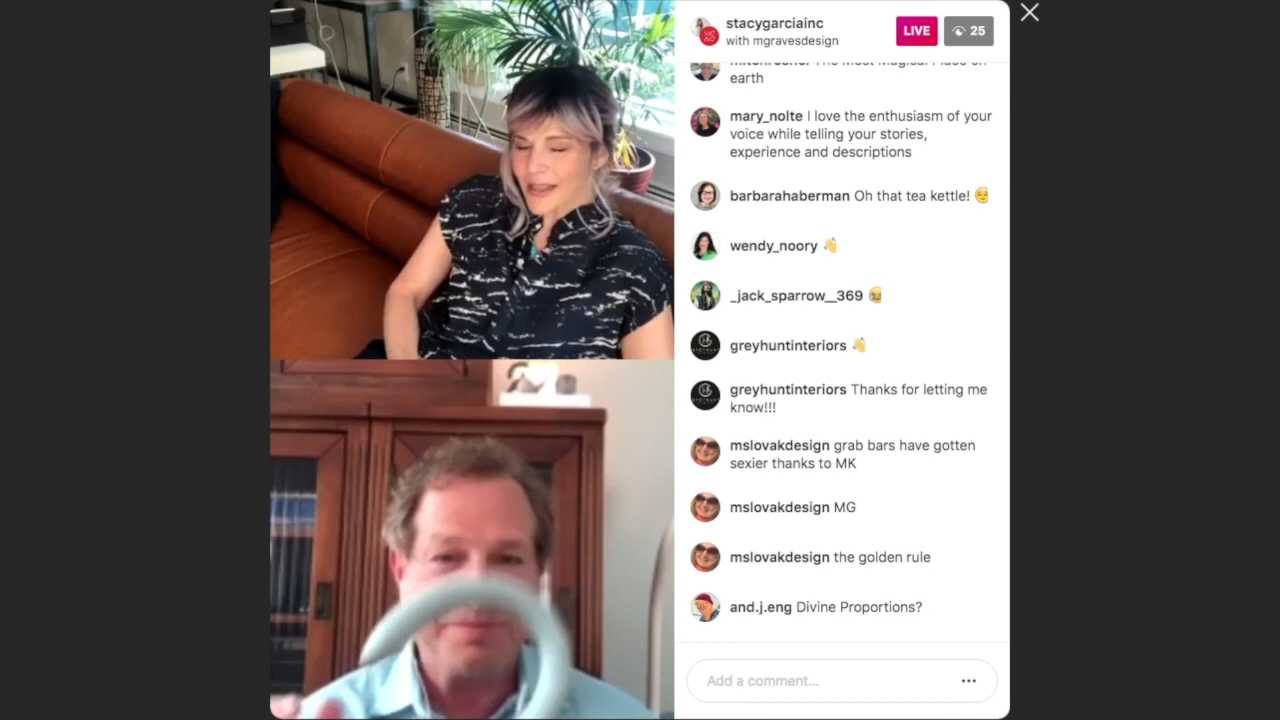 stacygarciainc
with mgravesdesign
LIVE
25
earth
mary_nolte I love the enthusiasm of your
voice while telling your stories,
experience and descriptions
barbarahaberman Oh that tea kettle! 😊
wendy_noory 👏
_jack_sparrow__369 😂
greyhuntinteriors 👏
greyhuntinteriors Thanks for letting me
know!!!
mslovakdesign grab bars have gotten
sexier thanks to MK
mslovakdesign MG
mslovakdesign the golden rule
and.j.eng Divine Proportions?
Add a comment...